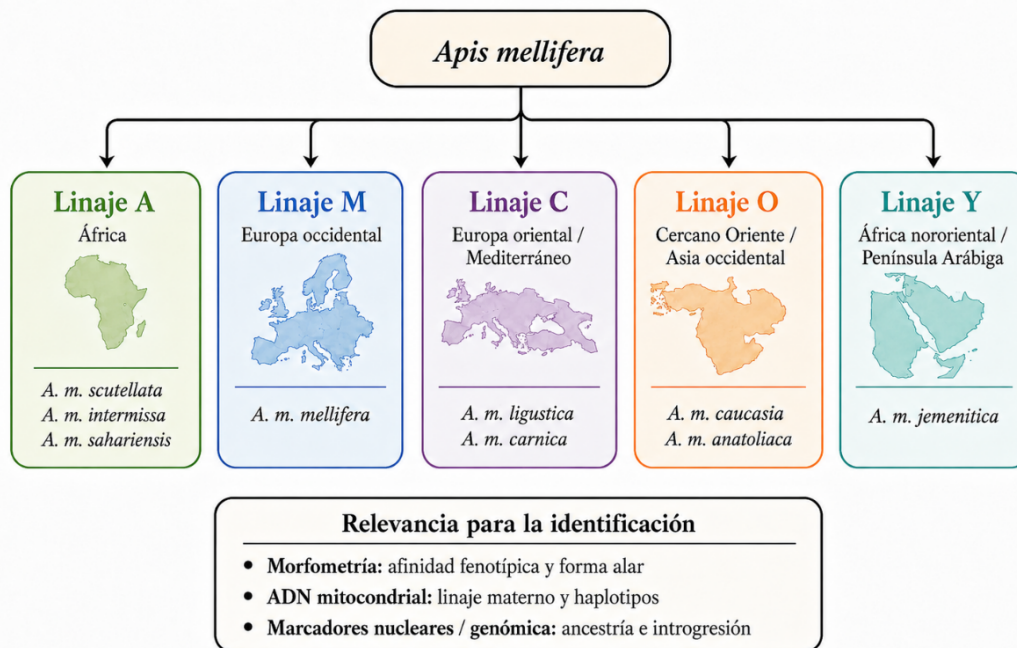 Apis mellifera
Linaje A
África
A. m. scutellata
A. m. intermissa
A. m. sahariensis
Linaje M
Europa occidental
A. m. mellifera
Linaje C
Europa oriental /
Mediterráneo
A. m. ligustica
A. m. carnica
Linaje O
Cercano Oriente /
Asia occidental
A. m. caucasia
A. m. anatoliaca
Linaje Y
África nororiental /
Península Arábiga
A. m. jemenitica
Relevancia para la identificación
• Morfometría: afinidad fenotípica y forma alar
• ADN mitocondrial: linaje materno y haplotipos
• Marcadores nucleares / genómica: ancestría e introgresión